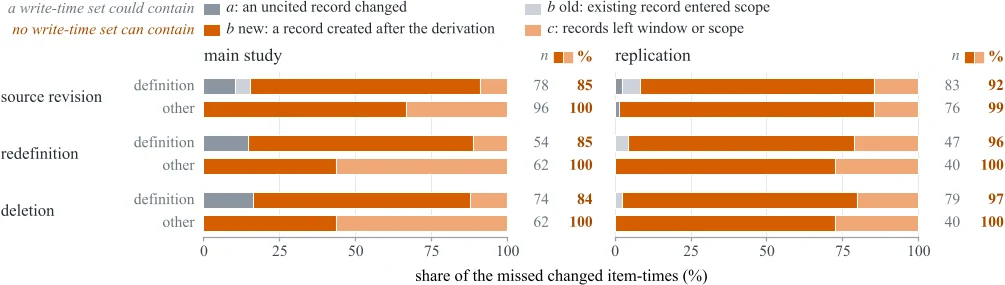 a write-time set could contain a: an uncited record changed b old: existing record entered scope
no write-time set can contain b new: a record created after the derivation c: records left window or scope
main study n % replication n %
source revision
definition 78 85 83 92
other 96 100 76 99
redefinition
definition 54 85 47 96
other 62 100 40 100
deletion
definition 74 84 79 97
other 62 100 40 100
0 25 50 75 100 0 25 50 75 100
share of the missed changed item-times (%)